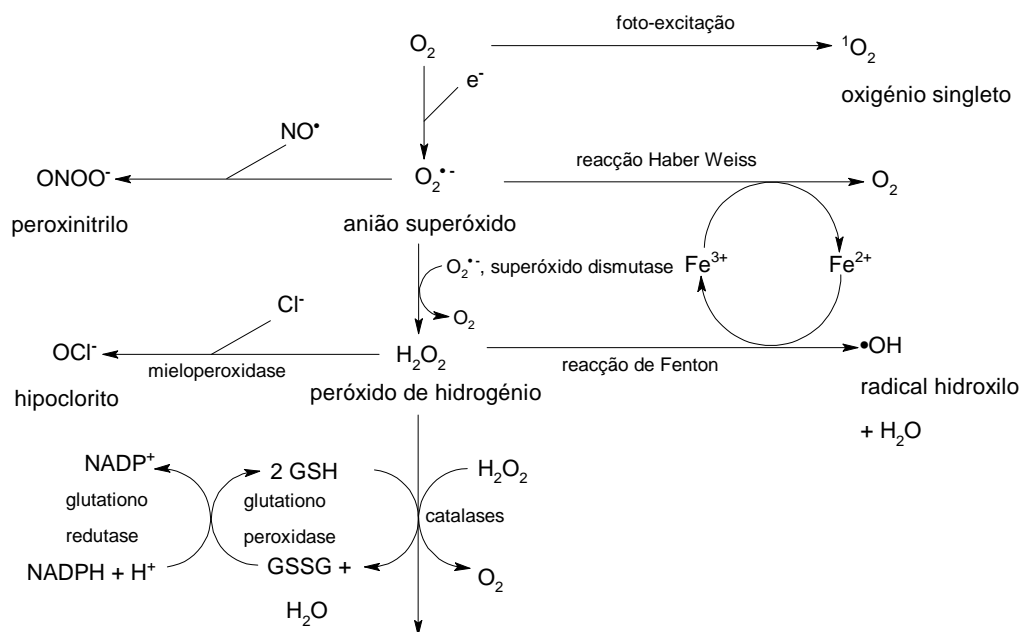 foto-excitação
O₂
¹O₂
e⁻
oxigénio singleto
NO•
reacção Haber Weiss
ONOO⁻
O₂•⁻
O₂
peroxinitrilo
anião superóxido
O₂•⁻, superóxido dismutase
Fe³⁺
Fe²⁺
Cl⁻
O₂
OCl⁻
H₂O₂
•OH
mieloperoxidase
reacção de Fenton
hipoclorito
peróxido de hidrogénio
radical hidroxilo
+ H₂O
NADP⁺
2 GSH
H₂O₂
glutationo
redutase
glutationo
peroxidase
catalases
NADPH + H⁺
GSSG +
H₂O
O₂